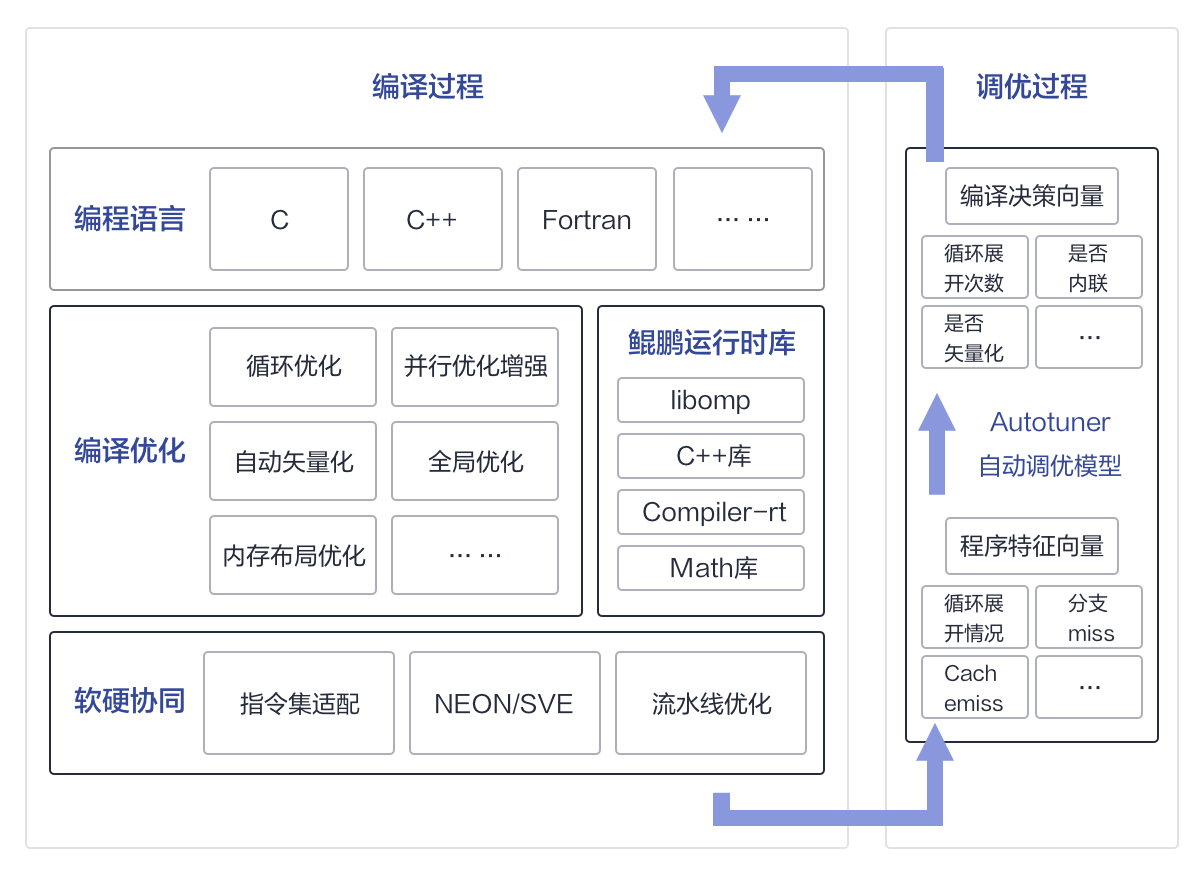 编译过程
编程语言
C
C++
Fortran
… …
编译优化
循环优化
并行优化增强
自动矢量化
全局优化
内存布局优化
… …
鲲鹏运行时库
libomp
C++库
Compiler-rt
Math库
软硬协同
指令集适配
NEON/SVE
流水线优化
调优过程
编译决策向量
循环展
开次数
是否
内联
是否
矢量化
…
Autotuner
自动调优模型
程序特征向量
循环展
开情况
分支
miss
Cach
emiss
…